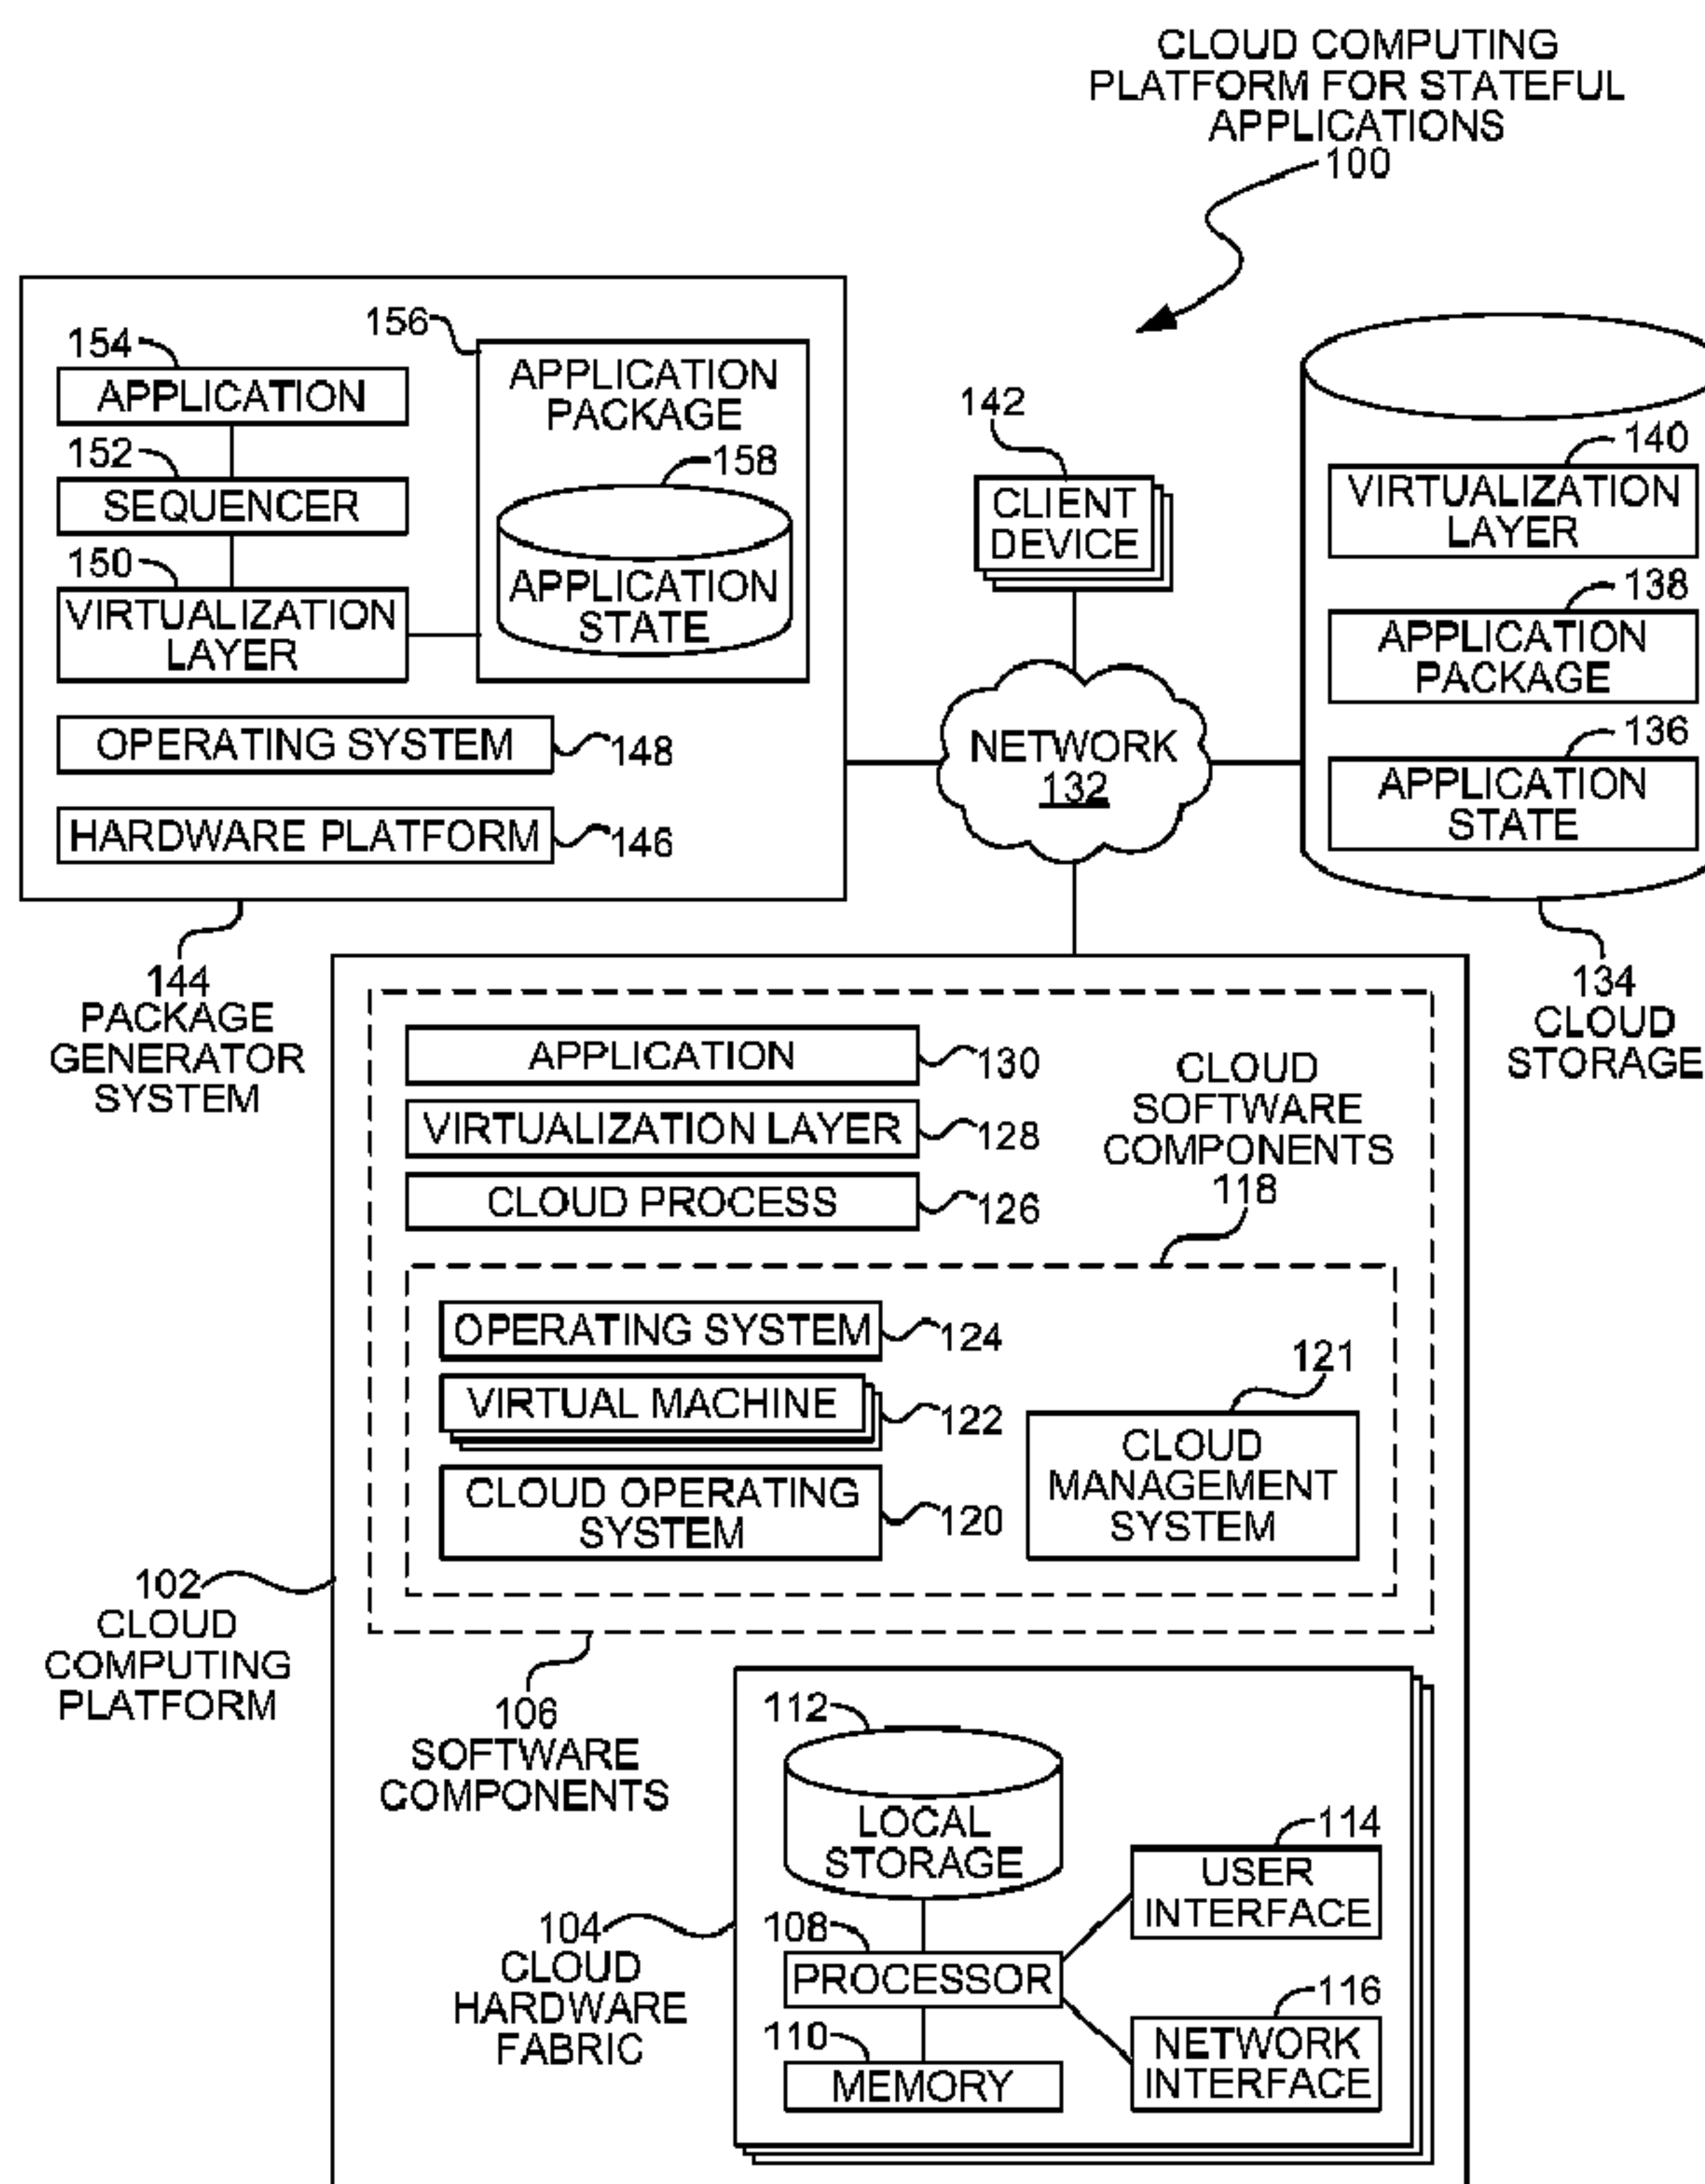 CLOUD COMPUTING
PLATFORM FOR STATEFUL
APPLICATIONS
100
154
APPLICATION
152
SEQUENCER
150
VIRTUALIZATION
LAYER
156
APPLICATION
PACKAGE
158
APPLICATION
STATE
OPERATING SYSTEM
148
HARDWARE PLATFORM
146
144
PACKAGE
GENERATOR
SYSTEM
142
CLIENT
DEVICE
NETWORK
132
140
VIRTUALIZATION
LAYER
138
APPLICATION
PACKAGE
136
APPLICATION
STATE
134
CLOUD
STORAGE
APPLICATION
130
VIRTUALIZATION LAYER
128
CLOUD PROCESS
126
CLOUD
SOFTWARE
COMPONENTS
118
OPERATING SYSTEM
124
VIRTUAL MACHINE
122
CLOUD OPERATING
SYSTEM
120
121
CLOUD
MANAGEMENT
SYSTEM
102
CLOUD
COMPUTING
PLATFORM
106
SOFTWARE
COMPONENTS
112
LOCAL
STORAGE
104
CLOUD
HARDWARE
FABRIC
108
PROCESSOR
110
MEMORY
114
USER
INTERFACE
116
NETWORK
INTERFACE